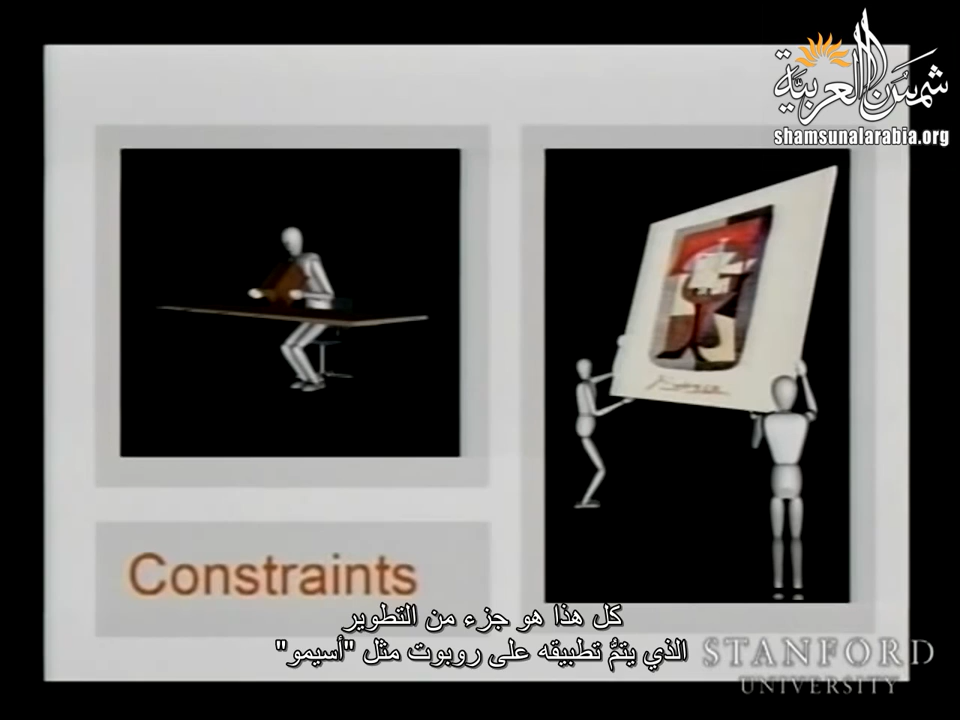 شمس العربية
shamsunalarabia.org
Constraints
كل هذا هو جزء من التطوير
الذي يتمُّ تطبيقه على روبوت مثل "أسيمو"
STANFORD
UNIVERSITY